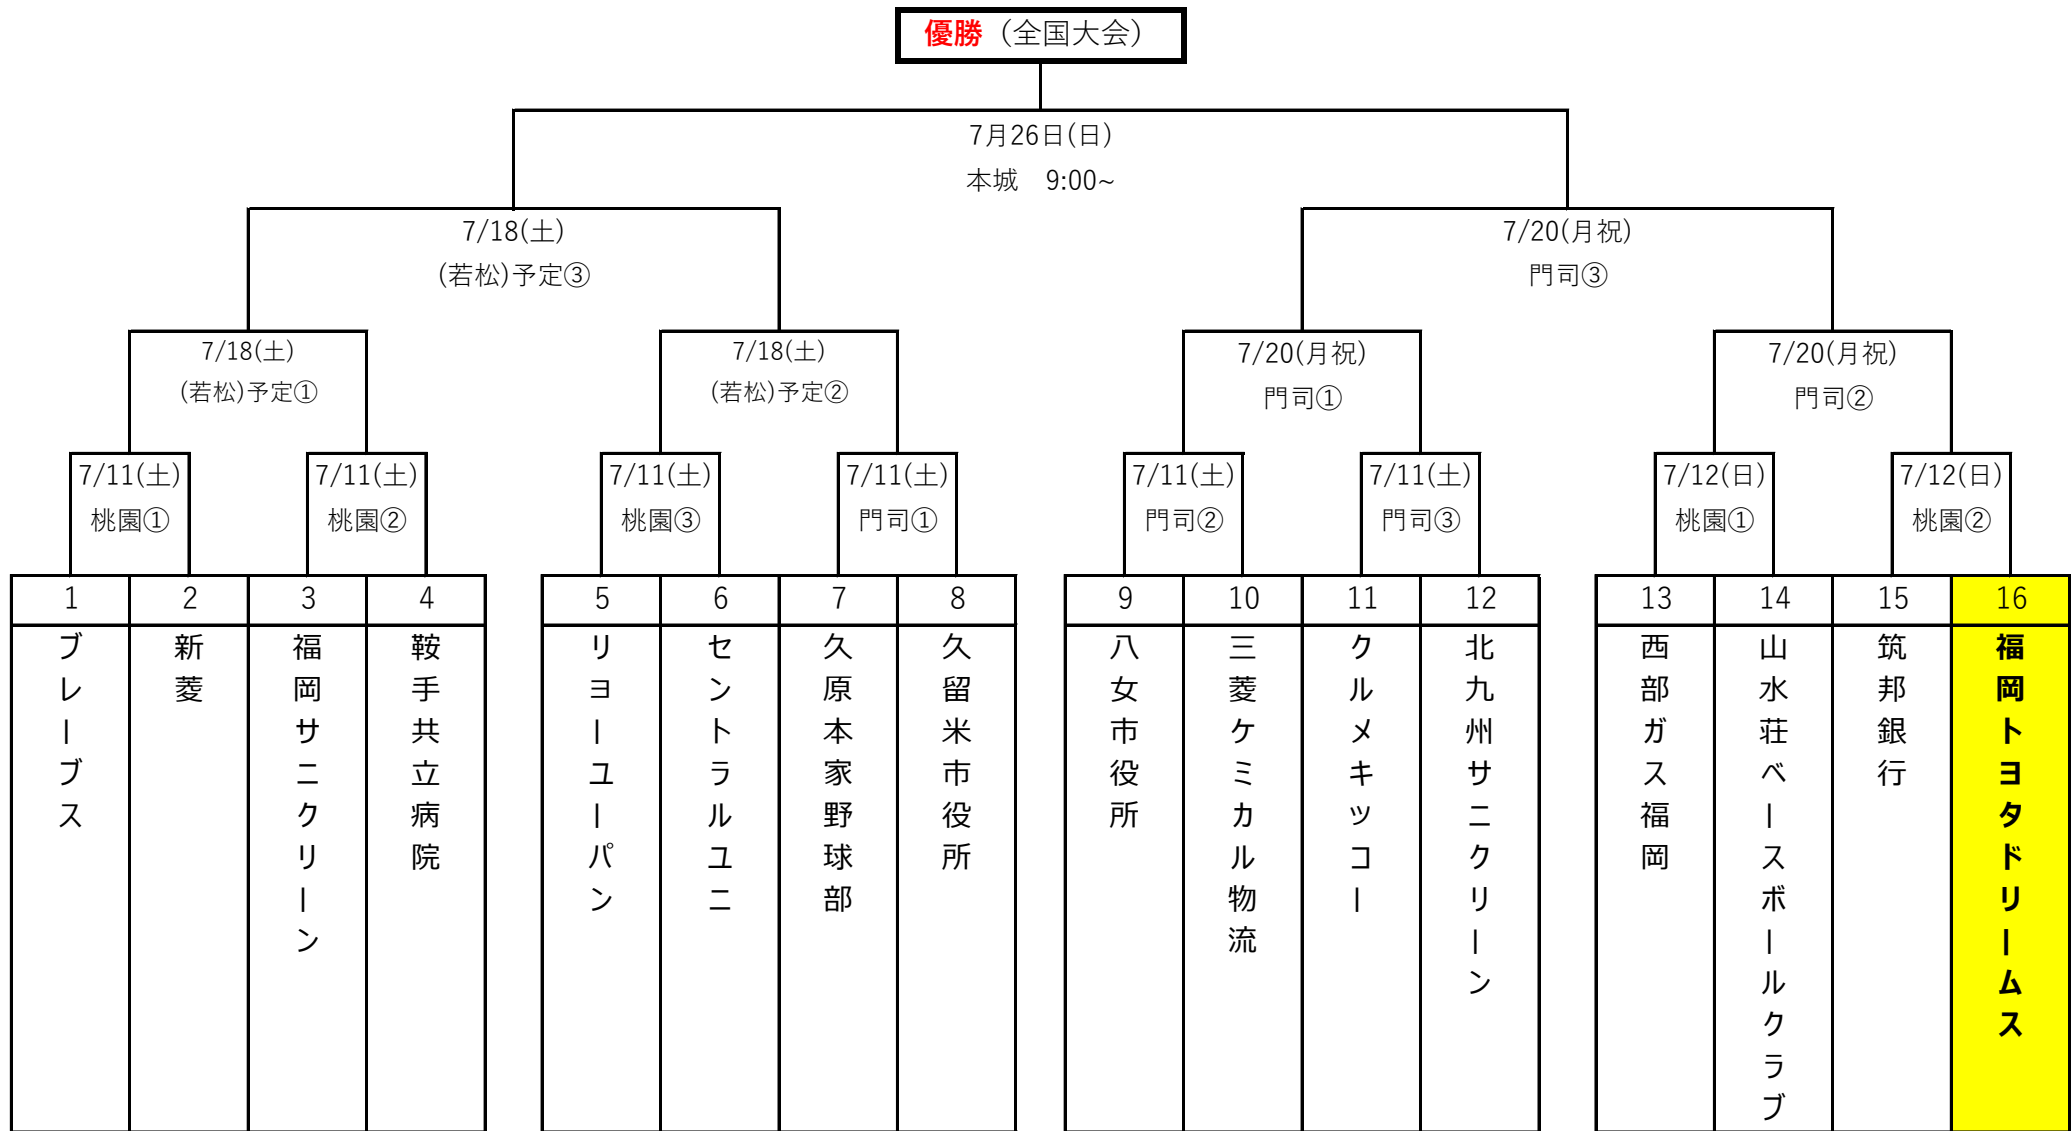 優勝（全国大会）
7月26日(日)
本城　9:00~
7/18(土)
(若松)予定③
7/20(月祝)
門司③
7/18(土)
(若松)予定①
7/18(土)
(若松)予定②
7/20(月祝)
門司①
7/20(月祝)
門司②
7/11(土)
桃園①
7/11(土)
桃園②
7/11(土)
桃園③
7/11(土)
門司①
7/11(土)
門司②
7/11(土)
門司③
7/12(日)
桃園①
7/12(日)
桃園②
1
ブレーブス
2
新菱
3
福岡サニクリーン
4
鞍手共立病院
5
リョーユーパン
6
セントラルユニ
7
久原本家野球部
8
久留米市役所
9
八女市役所
10
三菱ケミカル物流
11
クルメキッコー
12
北九州サニクリーン
13
西部ガス福岡
14
山水荘ベースボールクラブ
15
筑邦銀行
16
福岡トヨタドリームス